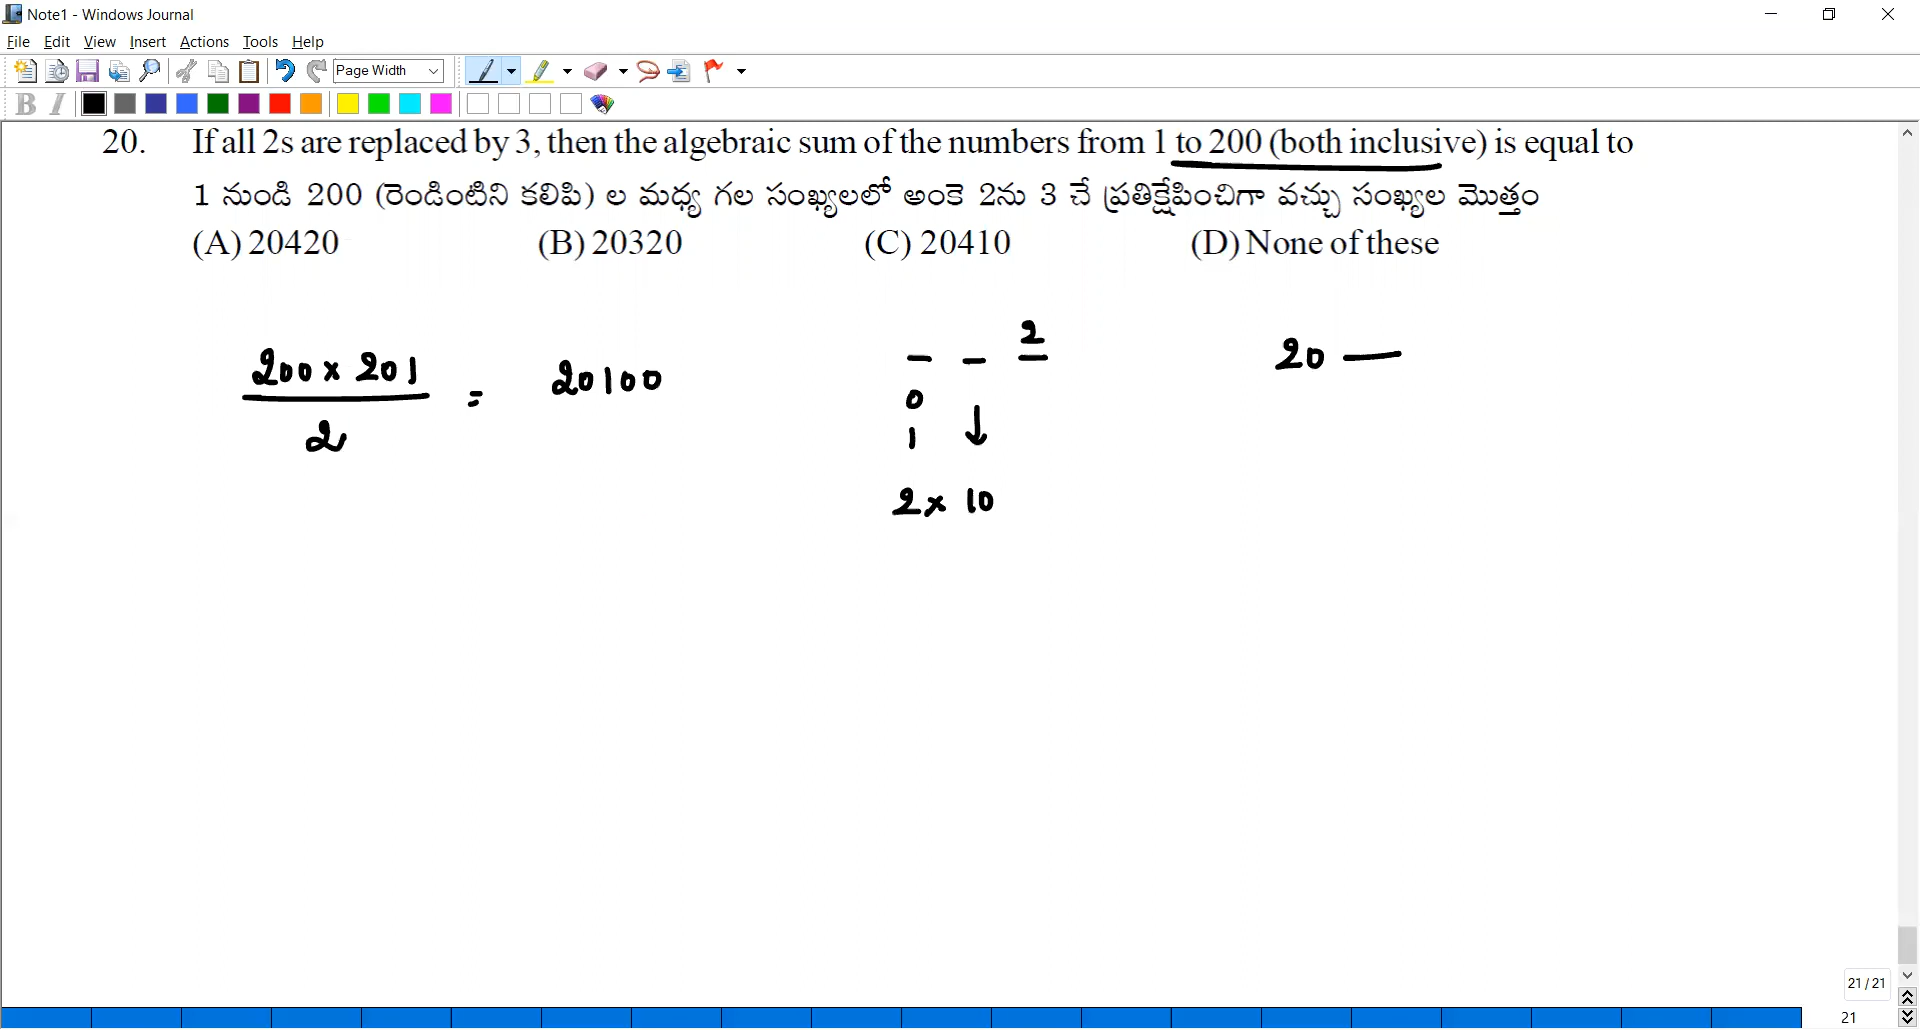 Note1 - Windows Journal
File Edit View Insert Actions Tools Help
Page Width
B I
20. If all 2s are replaced by 3, then the algebraic sum of the numbers from 1 to 200 (both inclusive) is equal to
1 నుండి 200 (రెండింటిని కలిపి) ల మధ్య గల సంఖ్యలలో అంకె 2ను 3 చే ప్రతిక్షేపించిగా వచ్చు సంఖ్యల మొత్తం
(A) 20420 (B) 20320 (C) 20410 (D) None of these
2
200 × 201 = 20100 _ _ _ 20 —
2
0
1 ↓
2 × 10
21 / 21
21